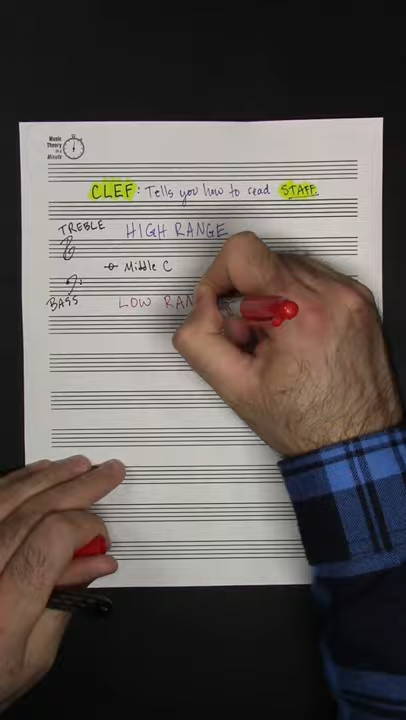 Music
Theory
in a
Minute
CLEF: Tells you how to read STAFF
TREBLE HIGH RANGE
Middle C
BASS LOW RAN